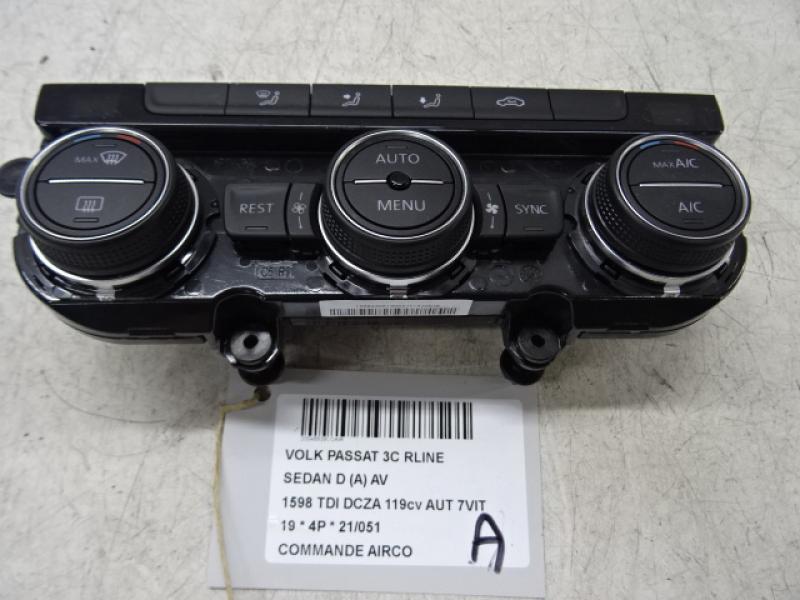 MAX
AUTO
MAX A/C
REST
MENU
SYNC
A/C
VOLK PASSAT 3C RLINE
SEDAN D (A) AV
1598 TDI DCZA 119cv AUT 7VIT
19 * 4P * 21/051
COMMANDE AIRCO
A